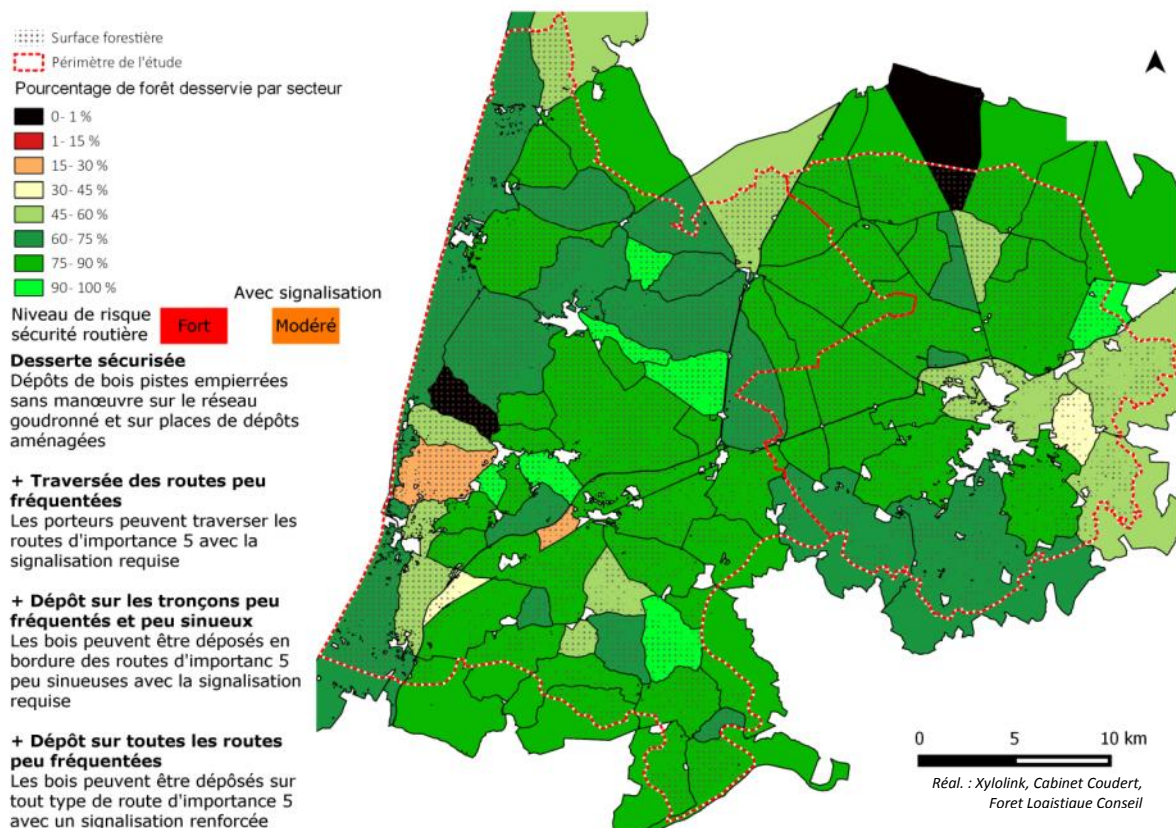 Surface forestière
Périmètre de l'étude
Pourcentage de forêt desservie par secteur
0- 1 %
1- 15 %
15- 30 %
30- 45 %
45- 60 %
60- 75 %
75- 90 %
90- 100 %
Avec signalisation
Niveau de risque
sécurité routière
Fort
Modéré
Desserte sécurisée
Dépôts de bois pistes empierrées
sans manœuvre sur le réseau
goudronné et sur places de dépôts
aménagées
+ Traversée des routes peu
fréquentées
Les porteurs peuvent traverser les
routes d'importance 5 avec la
signalisation requise
+ Dépôt sur les tronçons peu
fréquentés et peu sinueux
Les bois peuvent être déposés en
bordure des routes d'importanc 5
peu sinueuses avec la signalisation
requise
+ Dépôt sur toutes les routes
peu fréquentées
Les bois peuvent être dépôsés sur
tout type de route d'importance 5
avec un signalisation renforcée
0 5 10 km
Réal. : Xylolink, Cabinet Coudert,
Foret Logistique Conseil